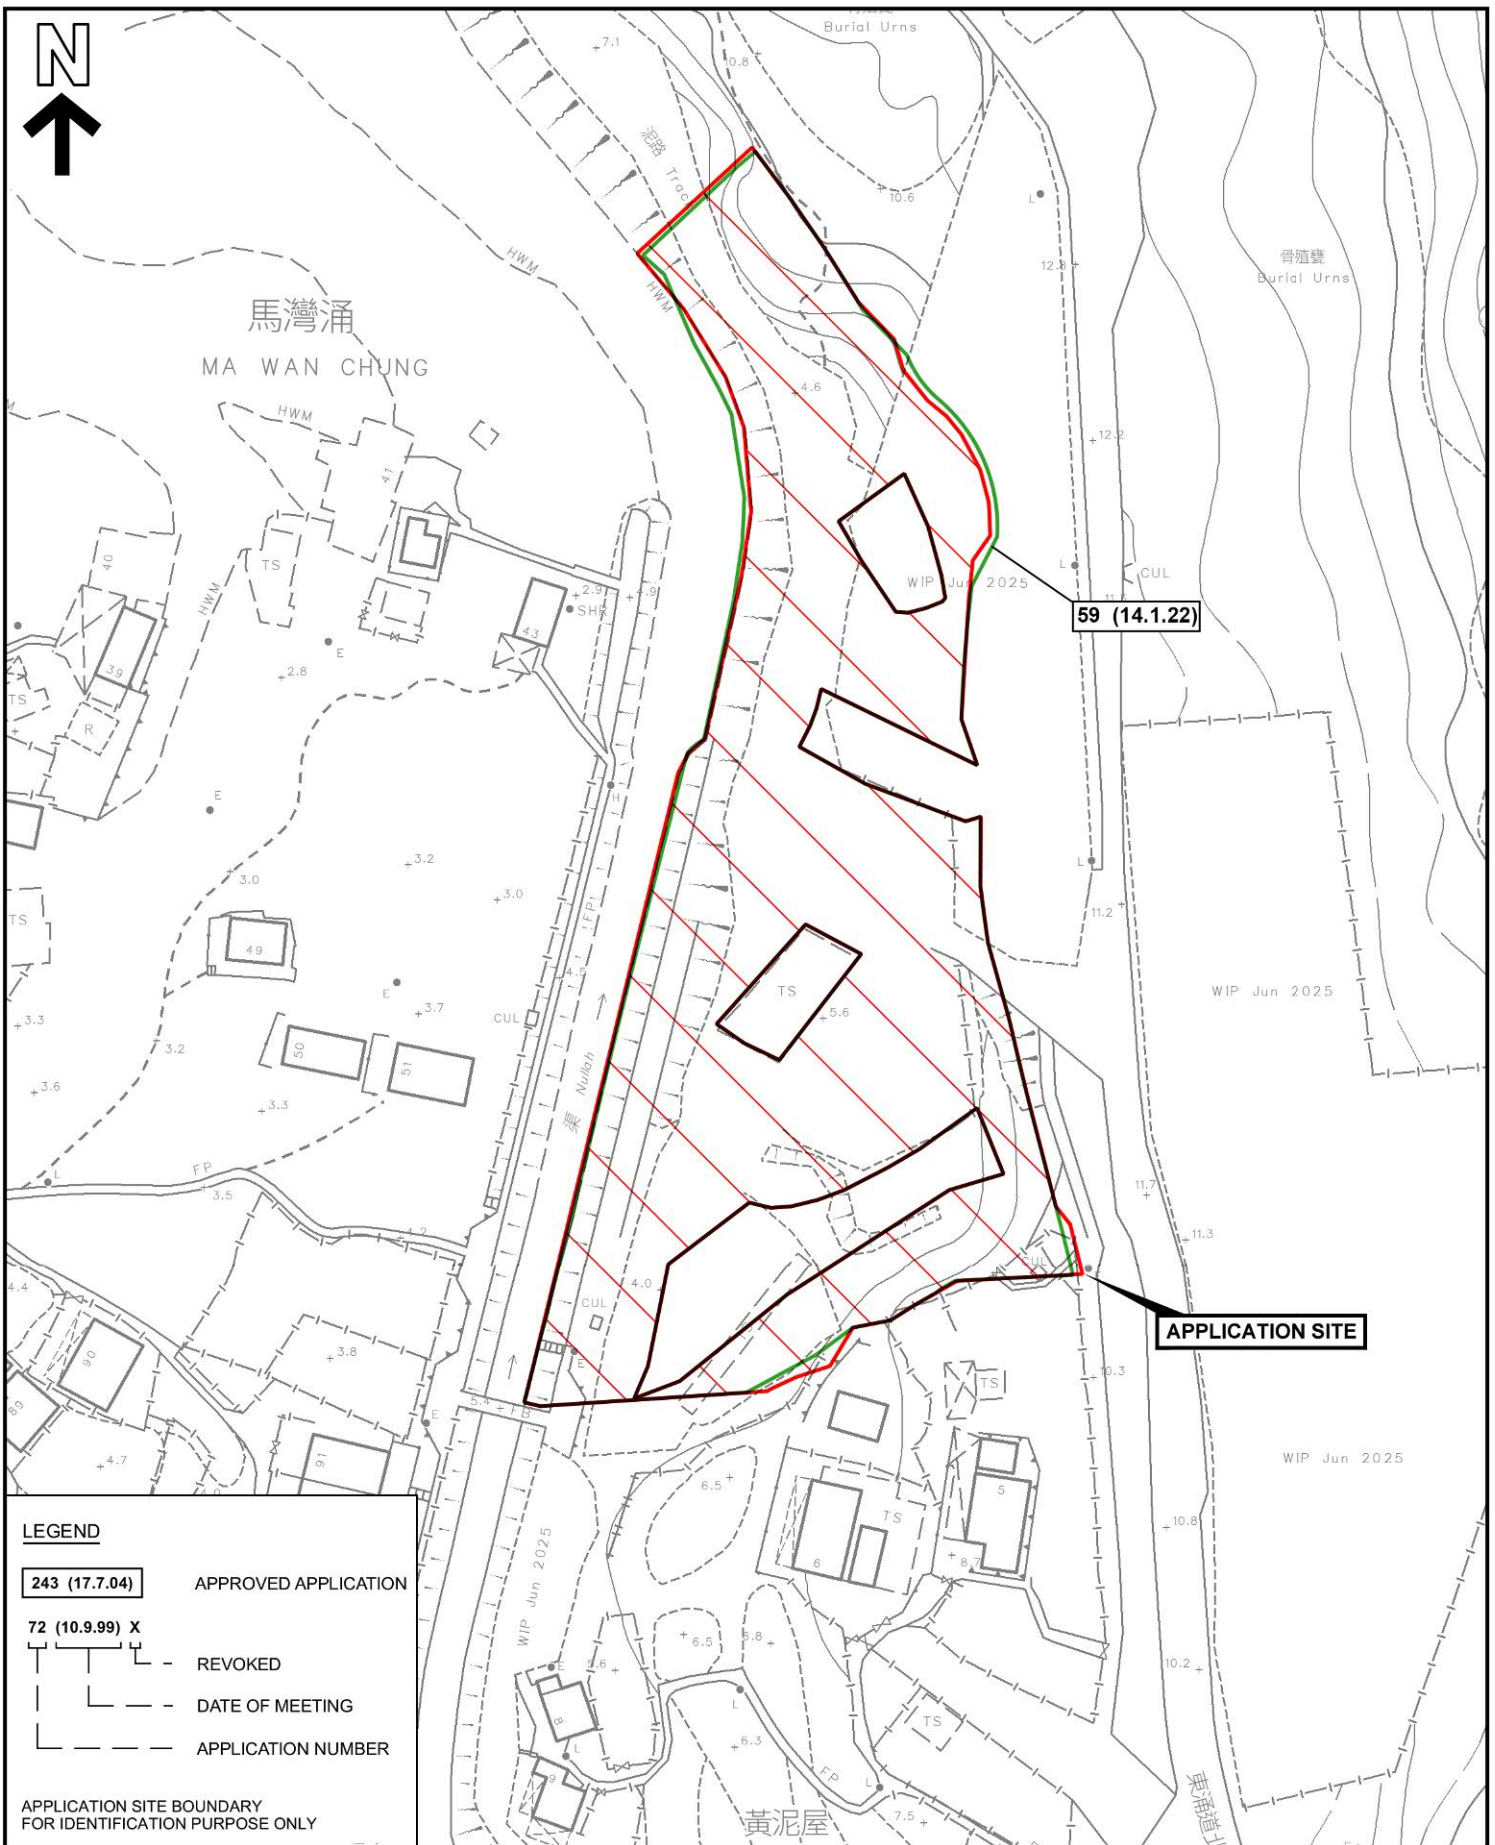 N
Burial Urns
7.1
10.8
泥路
10.6
L
HWM
12.8
骨殖甕
Burial Urns
HWM
馬灣涌
MA WAN CHUNG
4.6
HWM
12.2
41
40
TS
HWM
WIP Jun 2025
L
CUL
2.9
4.9
SHR
59 (14.1.22)
43
E
39
2.8
TS
R
E
H
3.2
L
3.0
3.0
TS
FP
11.2
49
4.5
E
TS
WIP Jun 2025
3.7
CUL
5.6
3.3
50
51
3.2
渠 Nullah
3.6
3.3
L
FP
3.5
11.7
4.2
11.3
CUL
4.4
4.0
CUL
APPLICATION SITE
E
90
3.8
10.3
TS
89
5.4
FB
E
4.7
91
WIP Jun 2025
6.5
5
TS
LEGEND
10.8
243 (17.7.04) APPROVED APPLICATION
WIP Jun 2025
6
8.7
72 (10.9.99) X
6.5
6.8
REVOKED
E
5.6
10.2
DATE OF MEETING
L
8
TS
APPLICATION NUMBER
6.3
L
9
FP
L
APPLICATION SITE BOUNDARY
FOR IDENTIFICATION PURPOSE ONLY
黃泥屋
7.5
東涌道